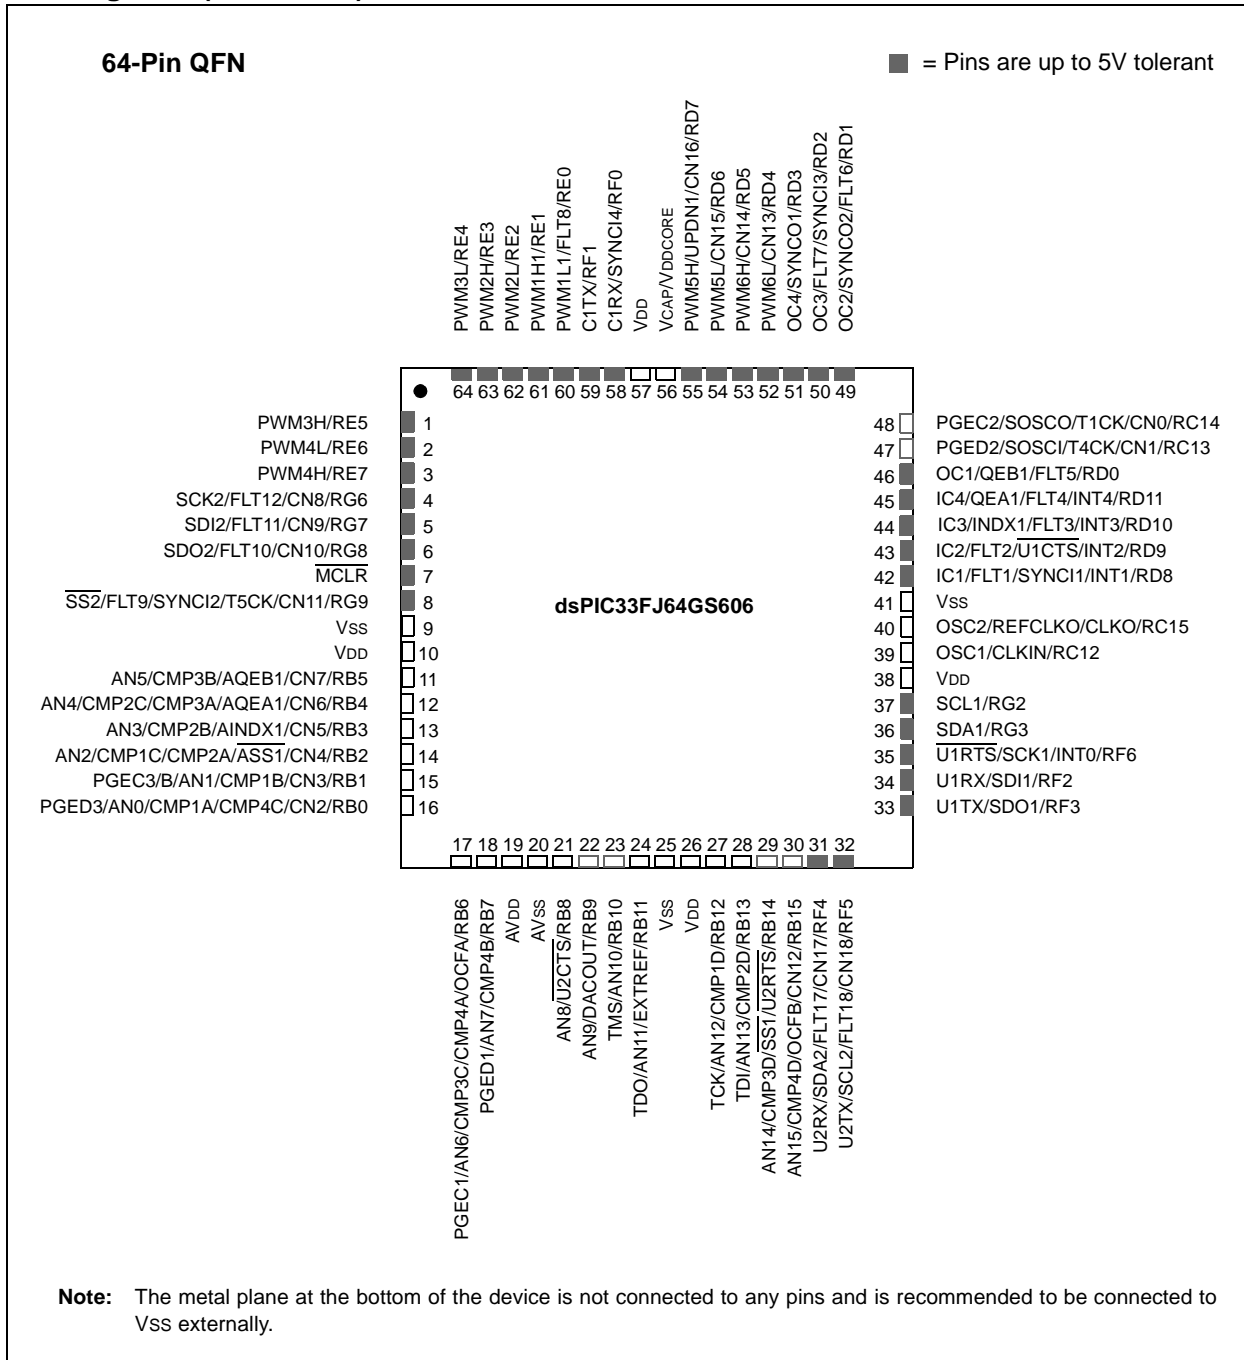 64-Pin QFN
= Pins are up to 5V tolerant
PWM3L/RE4
PWM2H/RE3
PWM2L/RE2
PWM1H1/RE1
PWM1L1/FLT8/RE0
C1TX/RF1
C1RX/SYNCI4/RF0
VDD
VCAP/VDDCORE
PWM5H/UPDN1/CN16/RD7
PWM5L/CN15/RD6
PWM6H/CN14/RD5
PWM6L/CN13/RD4
OC4/SYNCO1/RD3
OC3/FLT7/SYNCI3/RD2
OC2/SYNCO2/FLT6/RD1
64 63 62 61 60 59 58 57 56 55 54 53 52 51 50 49
PWM3H/RE5 1
PWM4L/RE6 2
PWM4H/RE7 3
SCK2/FLT12/CN8/RG6 4
SDI2/FLT11/CN9/RG7 5
SDO2/FLT10/CN10/RG8 6
MCLR 7
SS2/FLT9/SYNCI2/T5CK/CN11/RG9 8
VSS 9
VDD 10
AN5/CMP3B/AQEB1/CN7/RB5 11
AN4/CMP2C/CMP3A/AQEA1/CN6/RB4 12
AN3/CMP2B/AINDX1/CN5/RB3 13
AN2/CMP1C/CMP2A/ASS1/CN4/RB2 14
PGEC3/B/AN1/CMP1B/CN3/RB1 15
PGED3/AN0/CMP1A/CMP4C/CN2/RB0 16
dsPIC33FJ64GS606
48 PGEC2/SOSCO/T1CK/CN0/RC14
47 PGED2/SOSCI/T4CK/CN1/RC13
46 OC1/QEB1/FLT5/RD0
45 IC4/QEA1/FLT4/INT4/RD11
44 IC3/INDX1/FLT3/INT3/RD10
43 IC2/FLT2/U1CTS/INT2/RD9
42 IC1/FLT1/SYNCI1/INT1/RD8
41 VSS
40 OSC2/REFCLKO/CLKO/RC15
39 OSC1/CLKIN/RC12
38 VDD
37 SCL1/RG2
36 SDA1/RG3
35 U1RTS/SCK1/INT0/RF6
34 U1RX/SDI1/RF2
33 U1TX/SDO1/RF3
17 18 19 20 21 22 23 24 25 26 27 28 29 30 31 32
PGEC1/AN6/CMP3C/CMP4A/OCFA/RB6
PGED1/AN7/CMP4B/RB7
AVDD
AVSS
AN8/U2CTS/RB8
AN9/DACOUT/RB9
TMS/AN10/RB10
TDO/AN11/EXTREF/RB11
VSS
VDD
TCK/AN12/CMP1D/RB12
TDI/AN13/CMP2D/RB13
AN14/CMP3D/SS1/U2RTS/RB14
AN15/CMP4D/OCFB/CN12/RB15
U2RX/SDA2/FLT17/CN17/RF4
U2TX/SCL2/FLT18/CN18/RF5
Note: The metal plane at the bottom of the device is not connected to any pins and is recommended to be connected to
VSS externally.